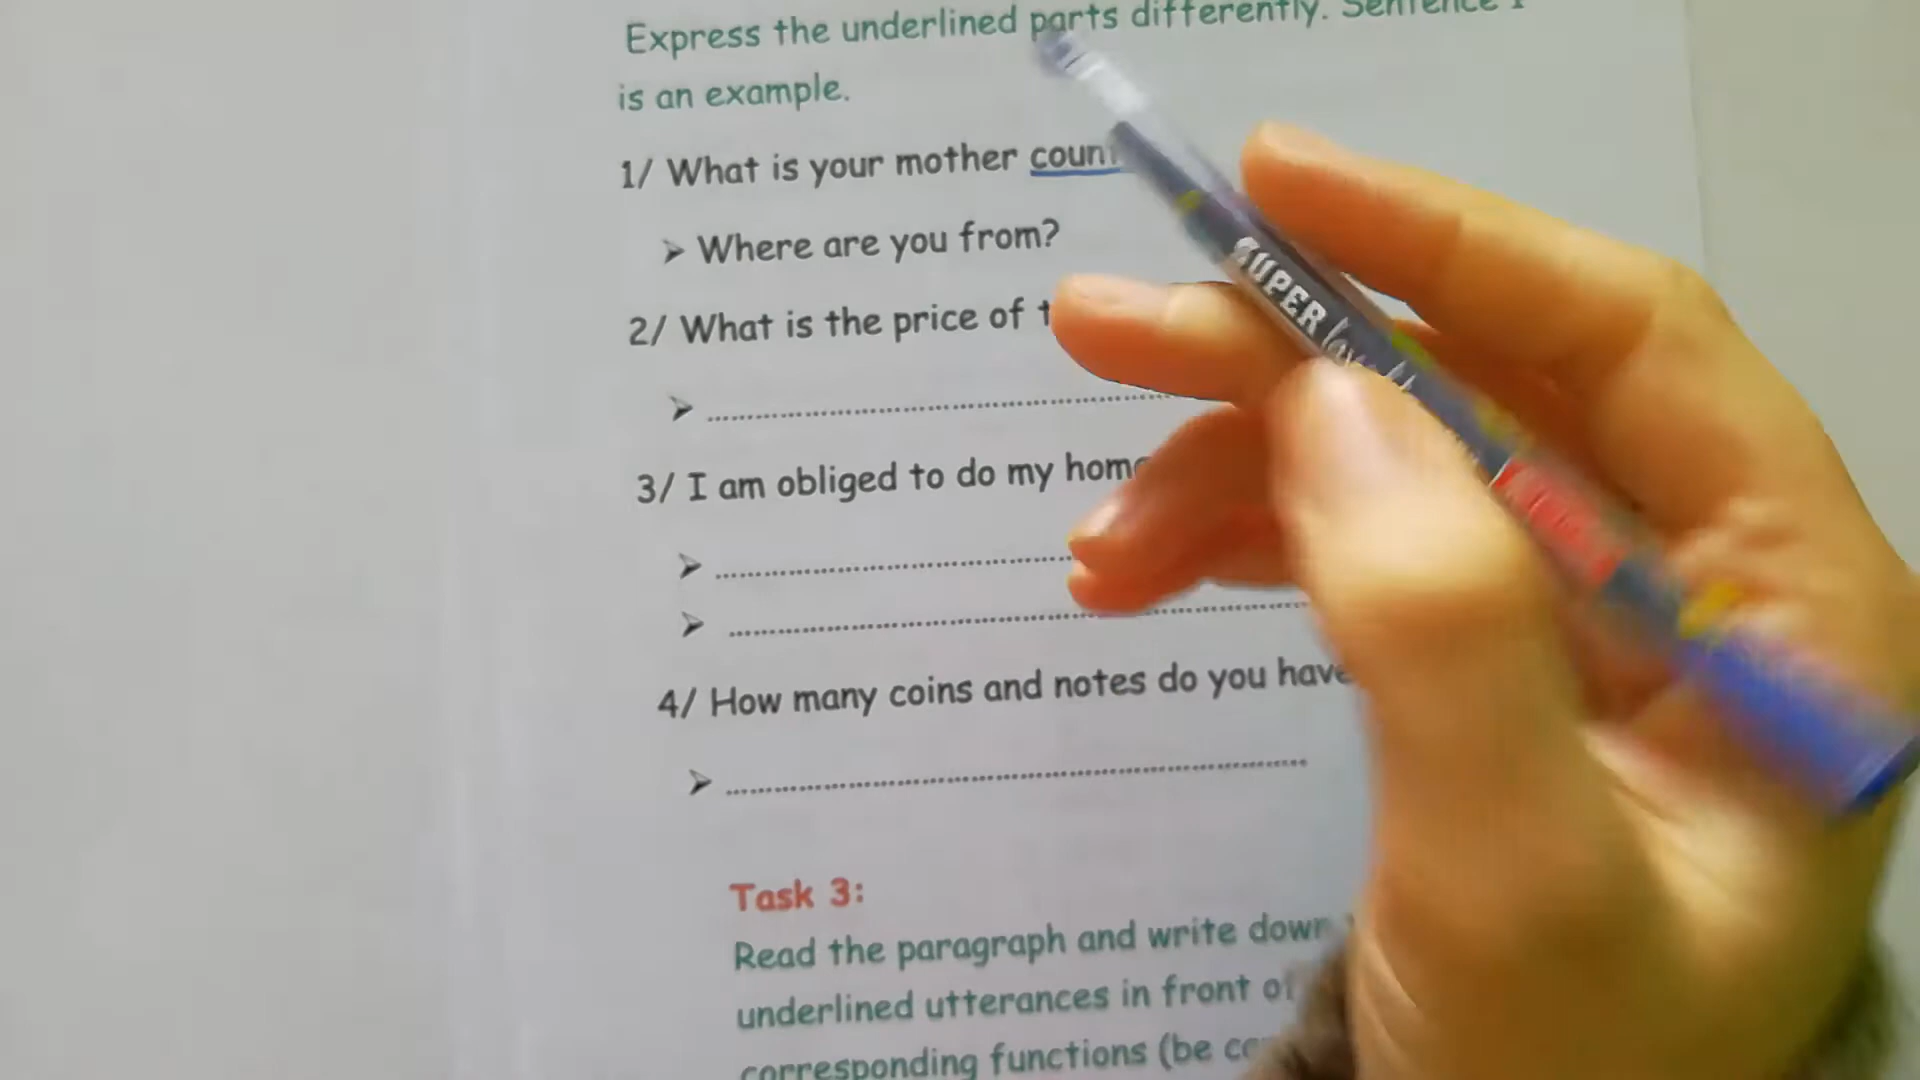 Express the underlined parts differently. Sentence 1
is an example.
1/ What is your mother
➢ Where are you from?
2/ What is the price of
➢ ..........
3/ I am obliged to do my
➢ ..........
➢ ..........
4/ How many coins and notes do you have
➢ ..........
Task 3:
Read the paragraph and write down
underlined utterances in front of
corresponding functions (be
SUPER